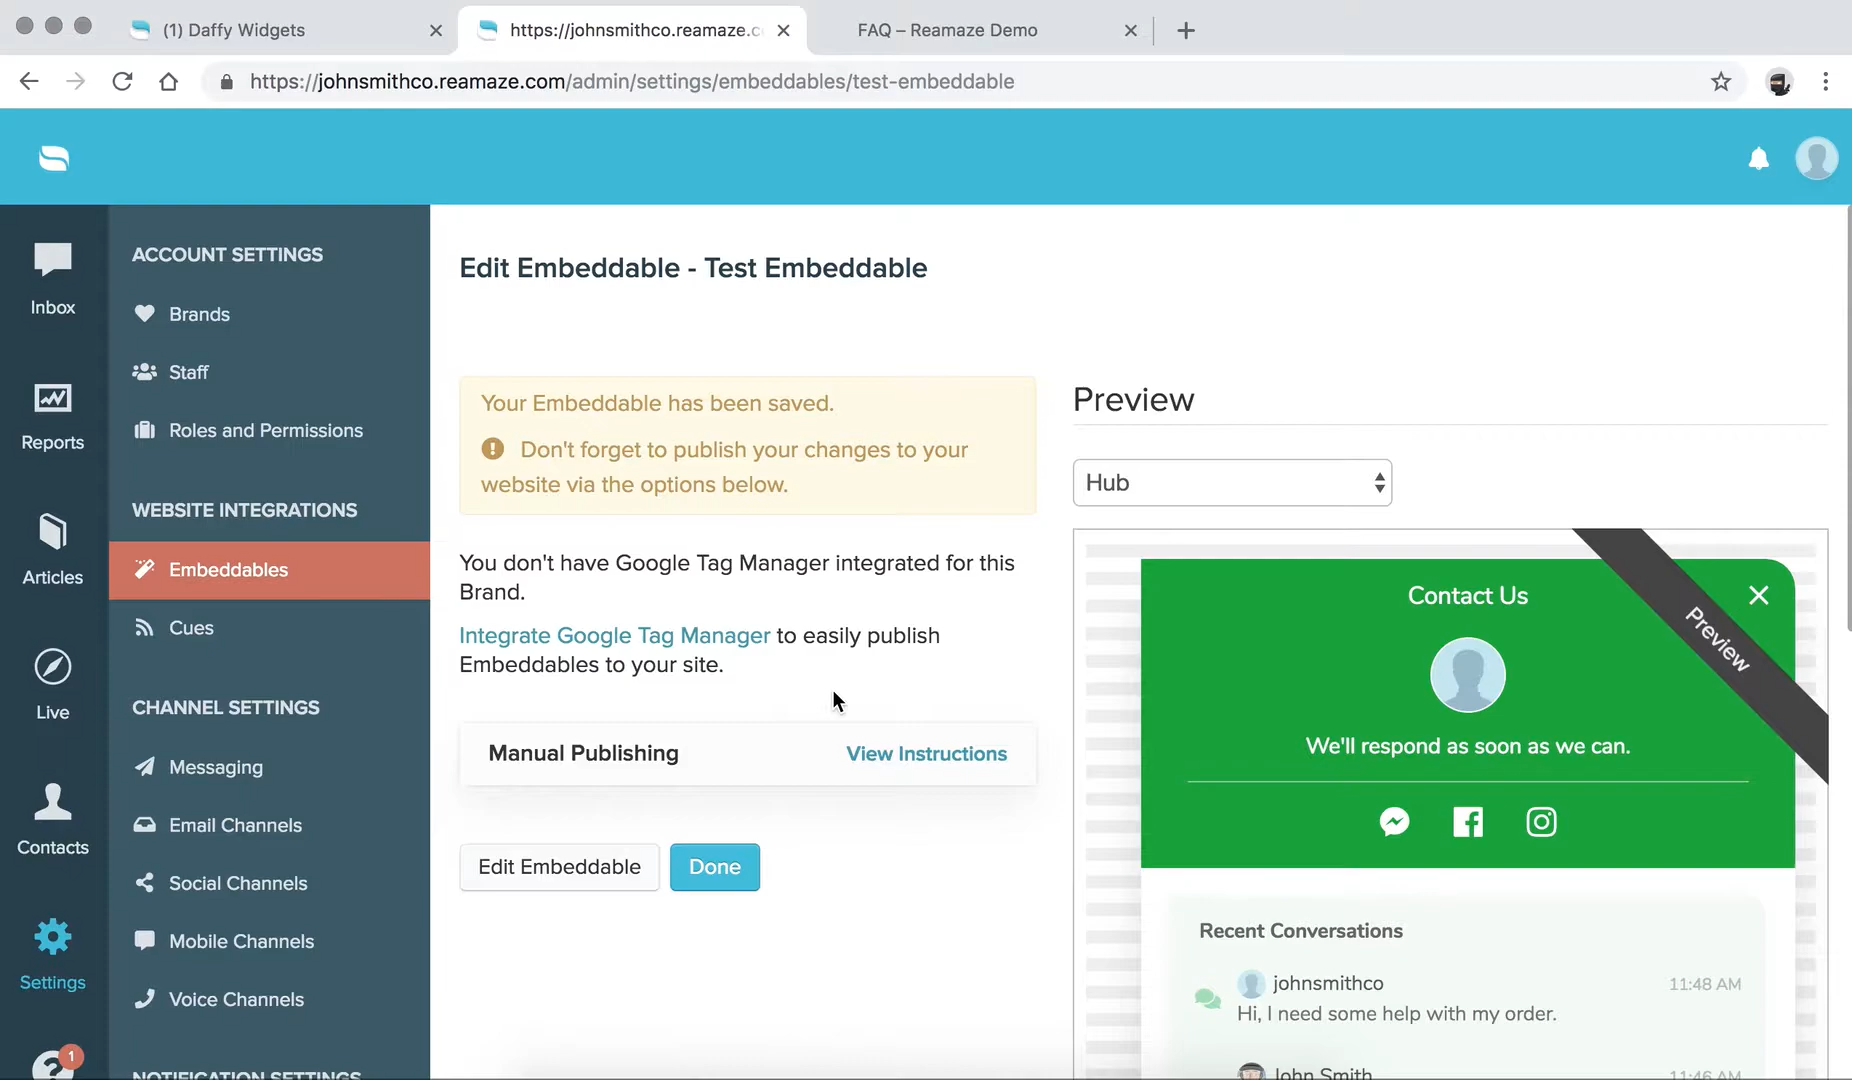 (1) Daffy Widgets
https://johnsmithco.reamaze.c
FAQ – Reamaze Demo
https://johnsmithco.reamaze.com/admin/settings/embeddables/test-embeddable
Inbox
Reports
Articles
Live
Contacts
Settings
1
ACCOUNT SETTINGS
Brands
Staff
Roles and Permissions
WEBSITE INTEGRATIONS
Embeddables
Cues
CHANNEL SETTINGS
Messaging
Email Channels
Social Channels
Mobile Channels
Voice Channels
NOTIFICATION SETTINGS
Edit Embeddable - Test Embeddable
Your Embeddable has been saved.
Don't forget to publish your changes to your
website via the options below.
You don't have Google Tag Manager integrated for this
Brand.
Integrate Google Tag Manager to easily publish
Embeddables to your site.
Manual Publishing
View Instructions
Edit Embeddable
Done
Preview
Hub
Preview
Contact Us
We'll respond as soon as we can.
Recent Conversations
johnsmithco
11:48 AM
Hi, I need some help with my order.
John Smith
11:46 AM